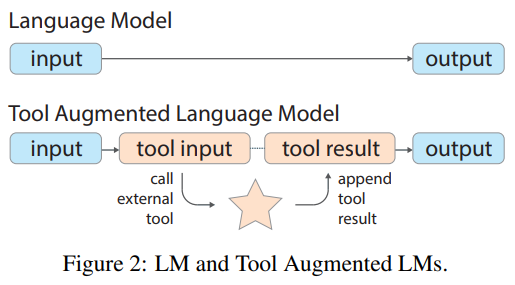 Language Model
input
output
Tool Augmented Language Model
input
tool input
tool result
output
call
external
tool
append
tool
result
Figure 2: LM and Tool Augmented LMs.